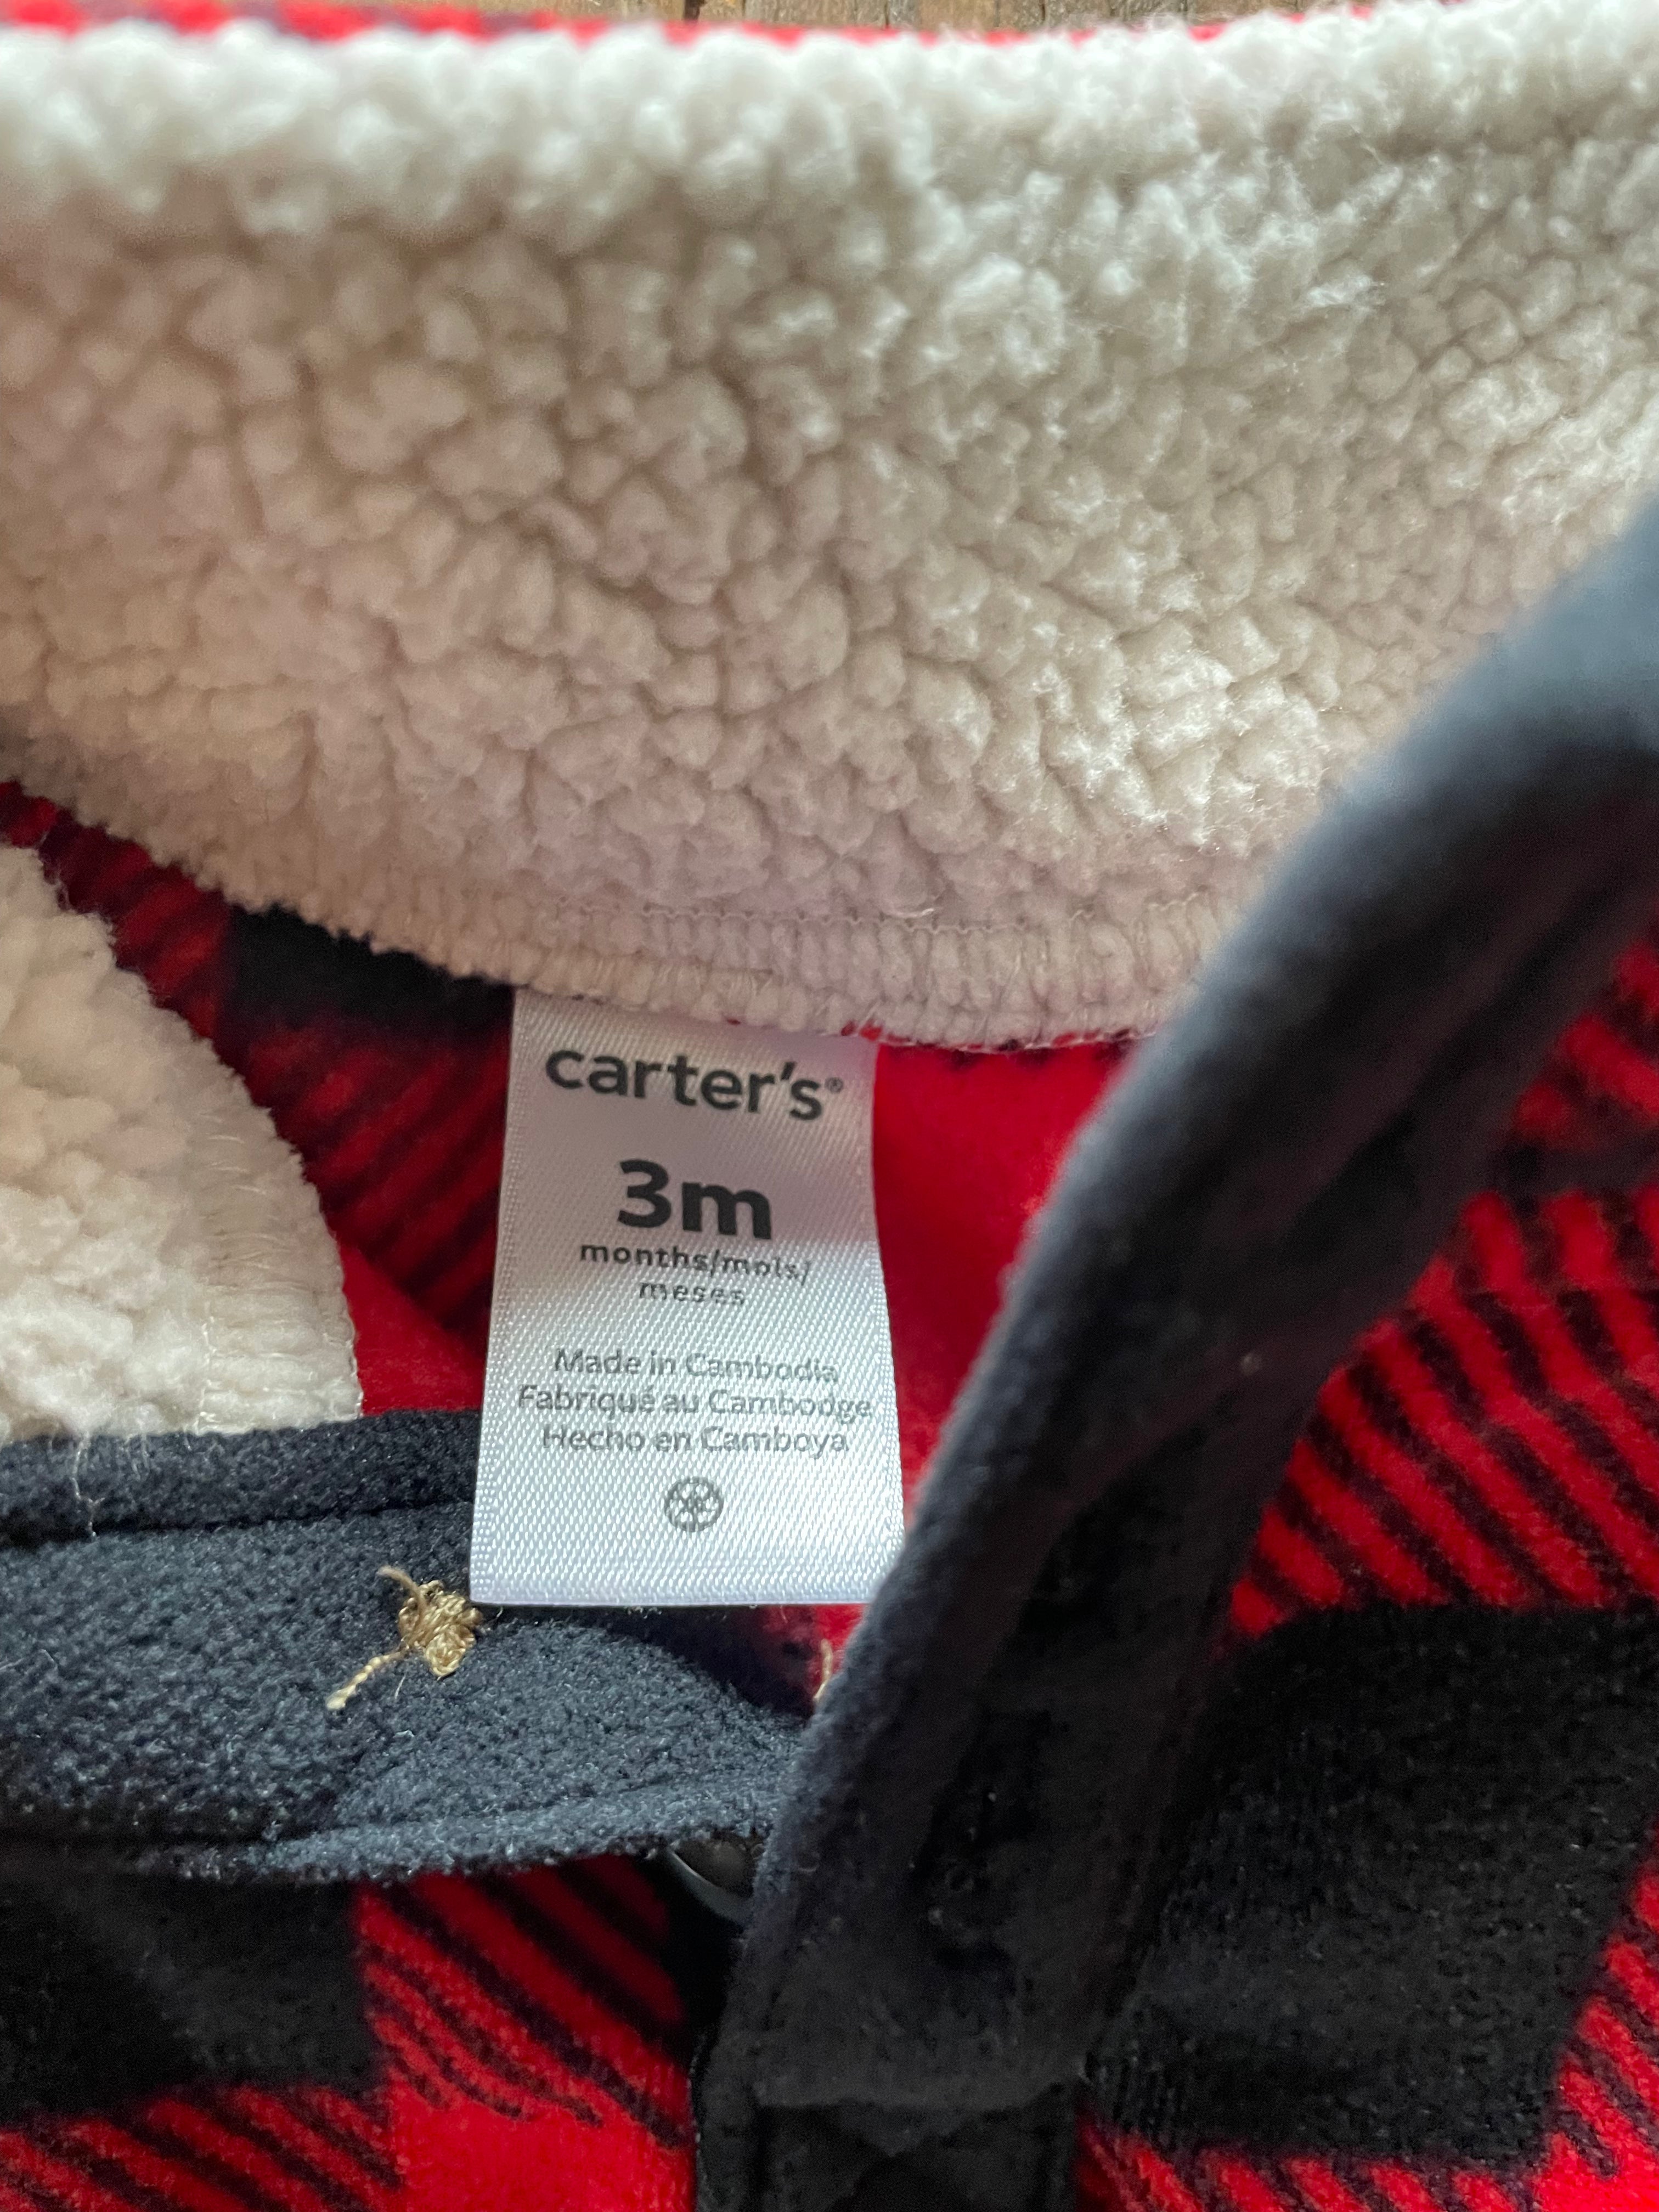 carter's®
3m
months/mois/
meses
Made in Cambodia
Fabriqué au Cambodge
Hecho en Camboya